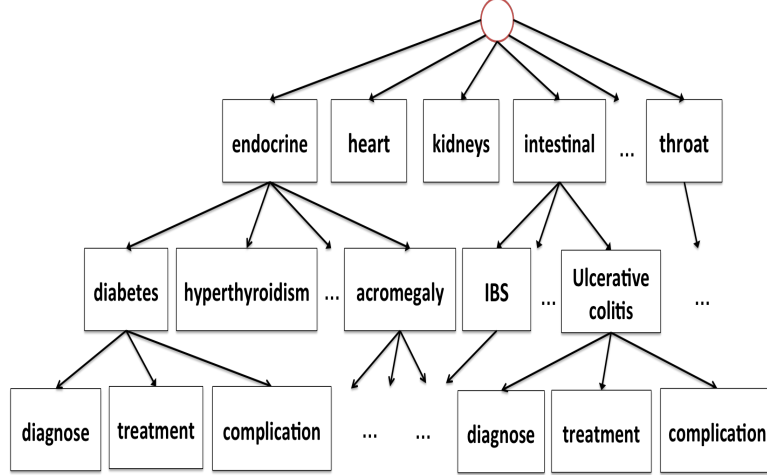 endocrine
heart
kidneys
intestinal
...
throat
diabetes
hyperthyroidism
...
acromegaly
IBS
...
Ulcerative
colitis
...
diagnose
treatment
complication
...
...
diagnose
treatment
complication